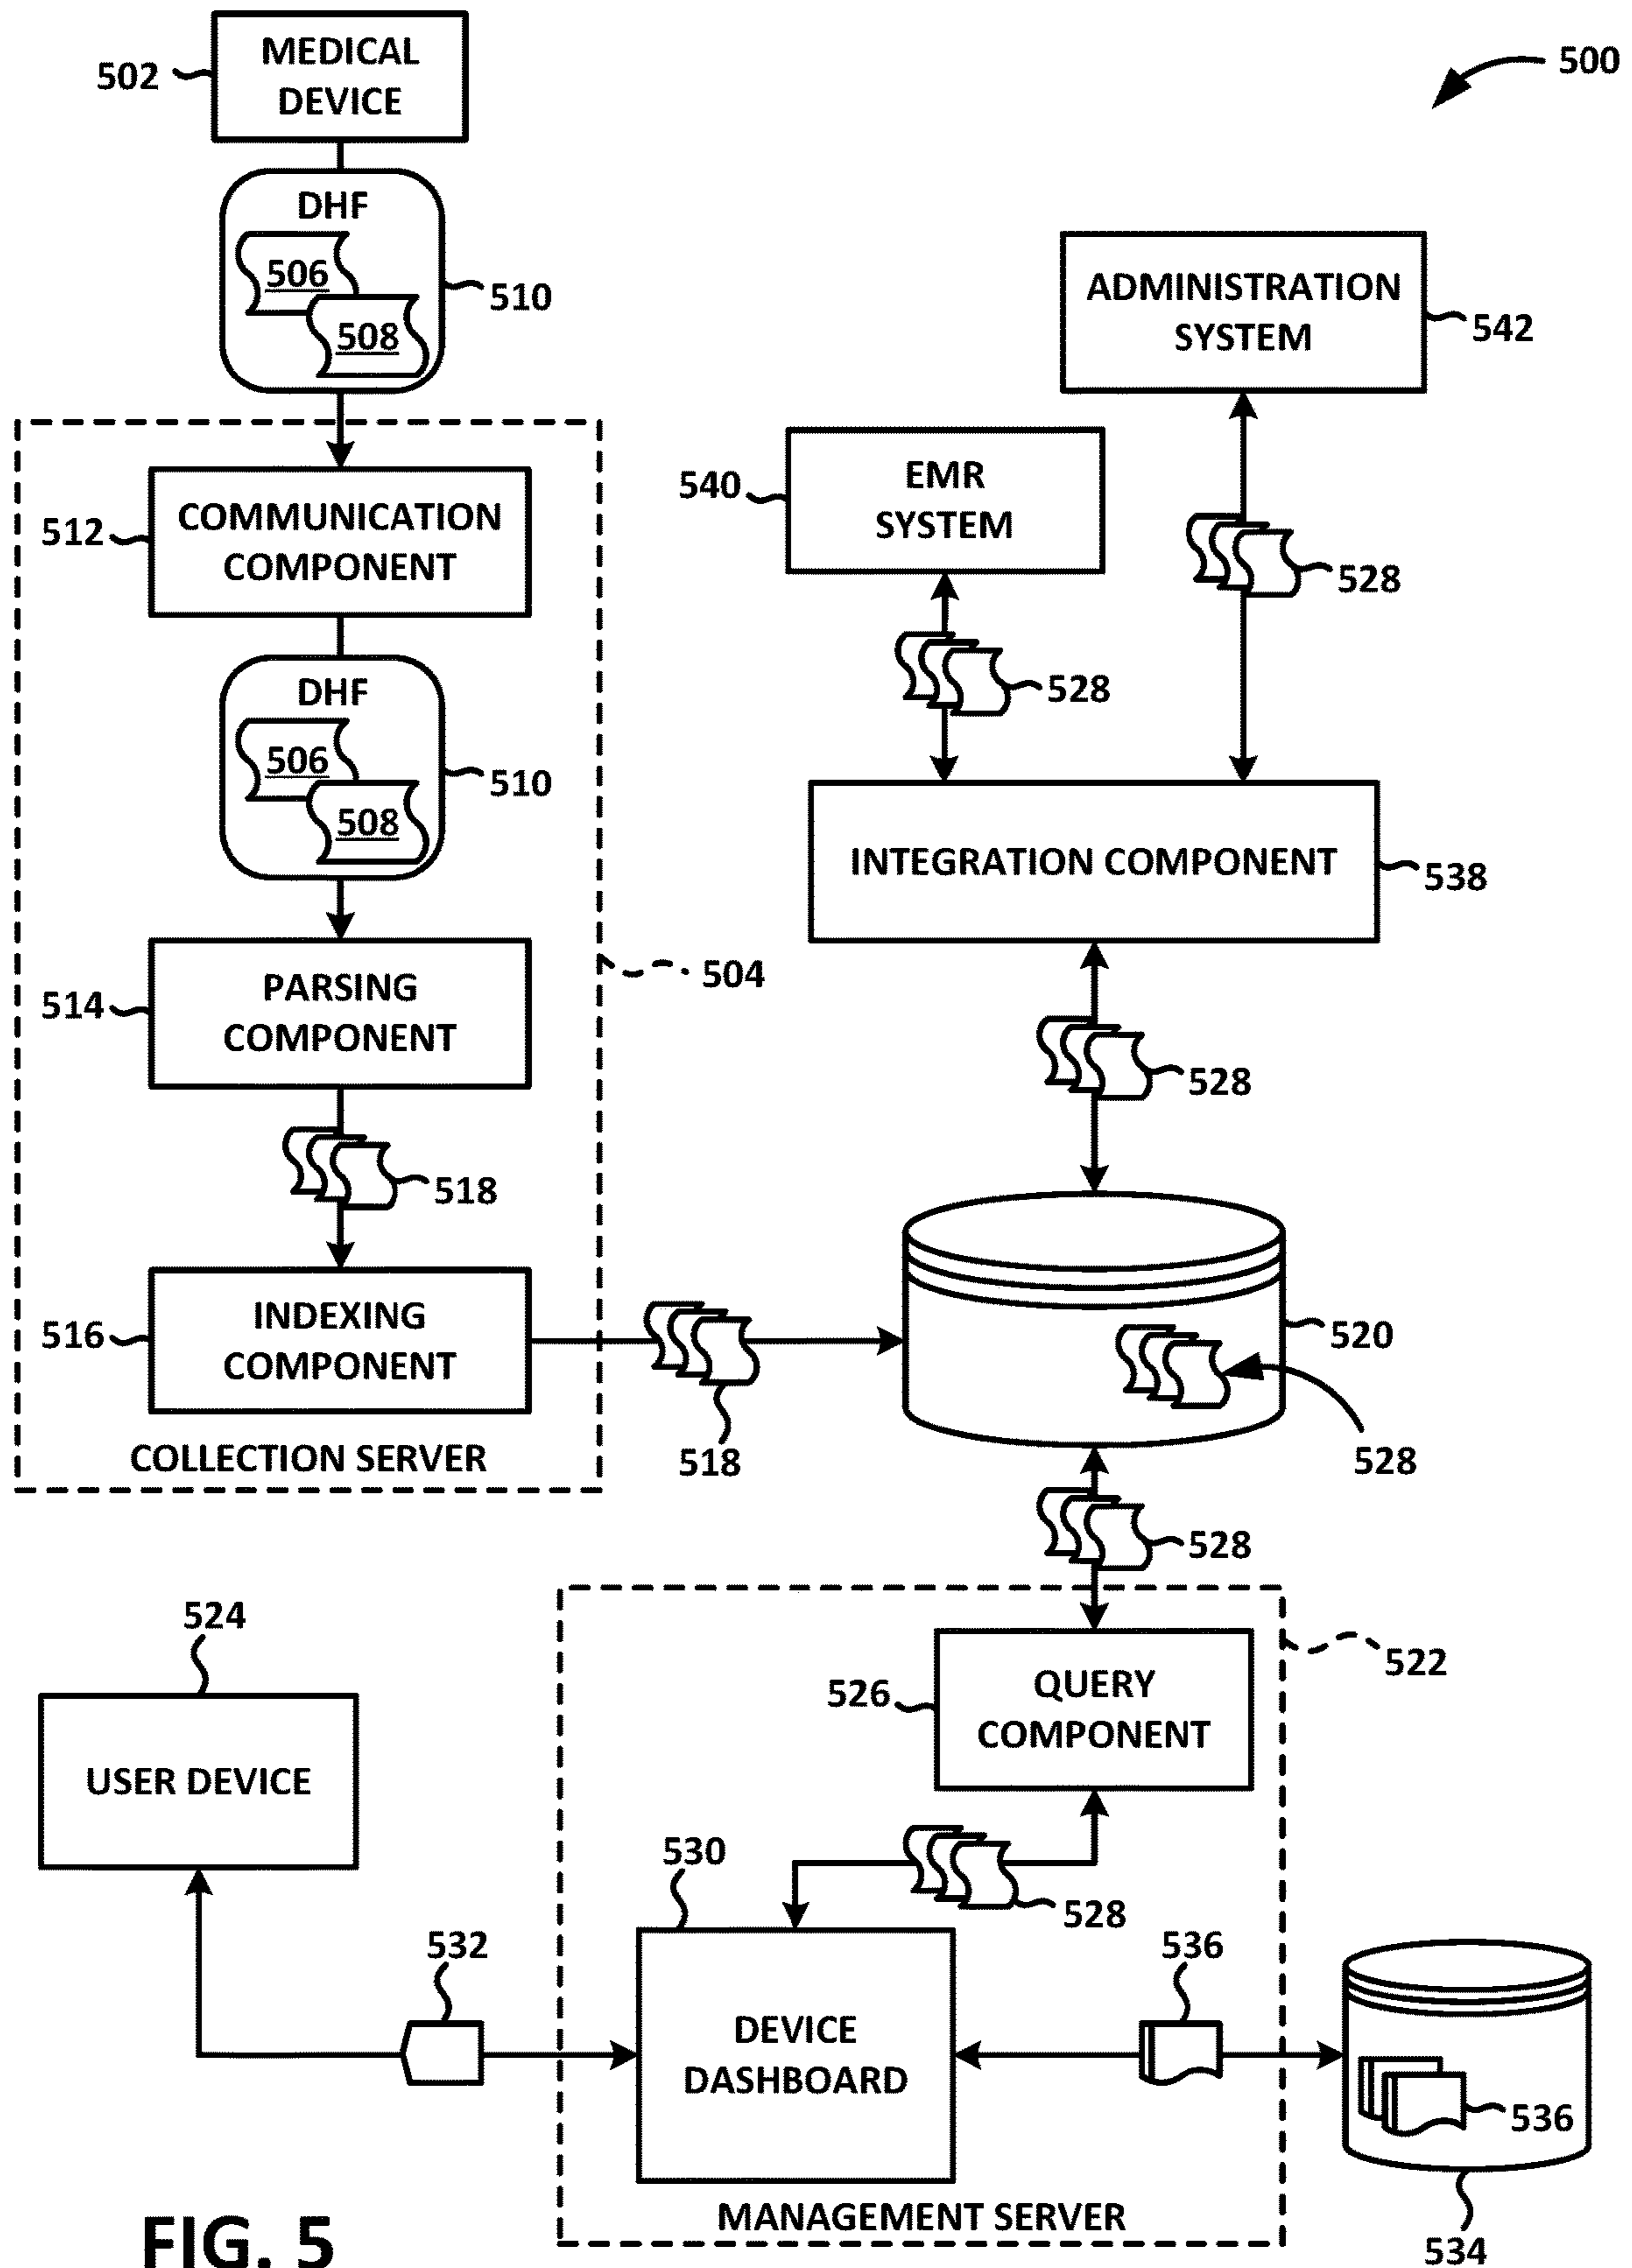 MEDICAL
DEVICE
502
500
DHF
506
508
510
ADMINISTRATION
SYSTEM
542
EMR
SYSTEM
540
528
512
COMMUNICATION
COMPONENT
528
DHF
506
508
510
INTEGRATION COMPONENT
538
504
514
PARSING
COMPONENT
528
518
516
INDEXING
COMPONENT
520
COLLECTION SERVER
518
528
528
524
522
526
QUERY
COMPONENT
USER DEVICE
530
528
532
536
DEVICE
DASHBOARD
536
MANAGEMENT SERVER
534
FIG. 5